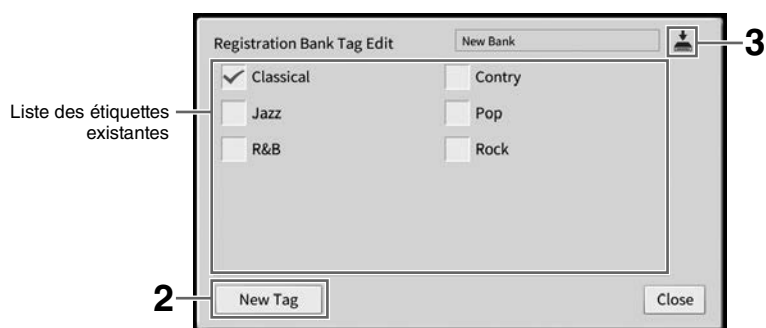 Registration Bank Tag Edit New Bank 3
Classical Contry
Liste des étiquettes
existantes
Jazz Pop
R&B Rock
2 New Tag Close